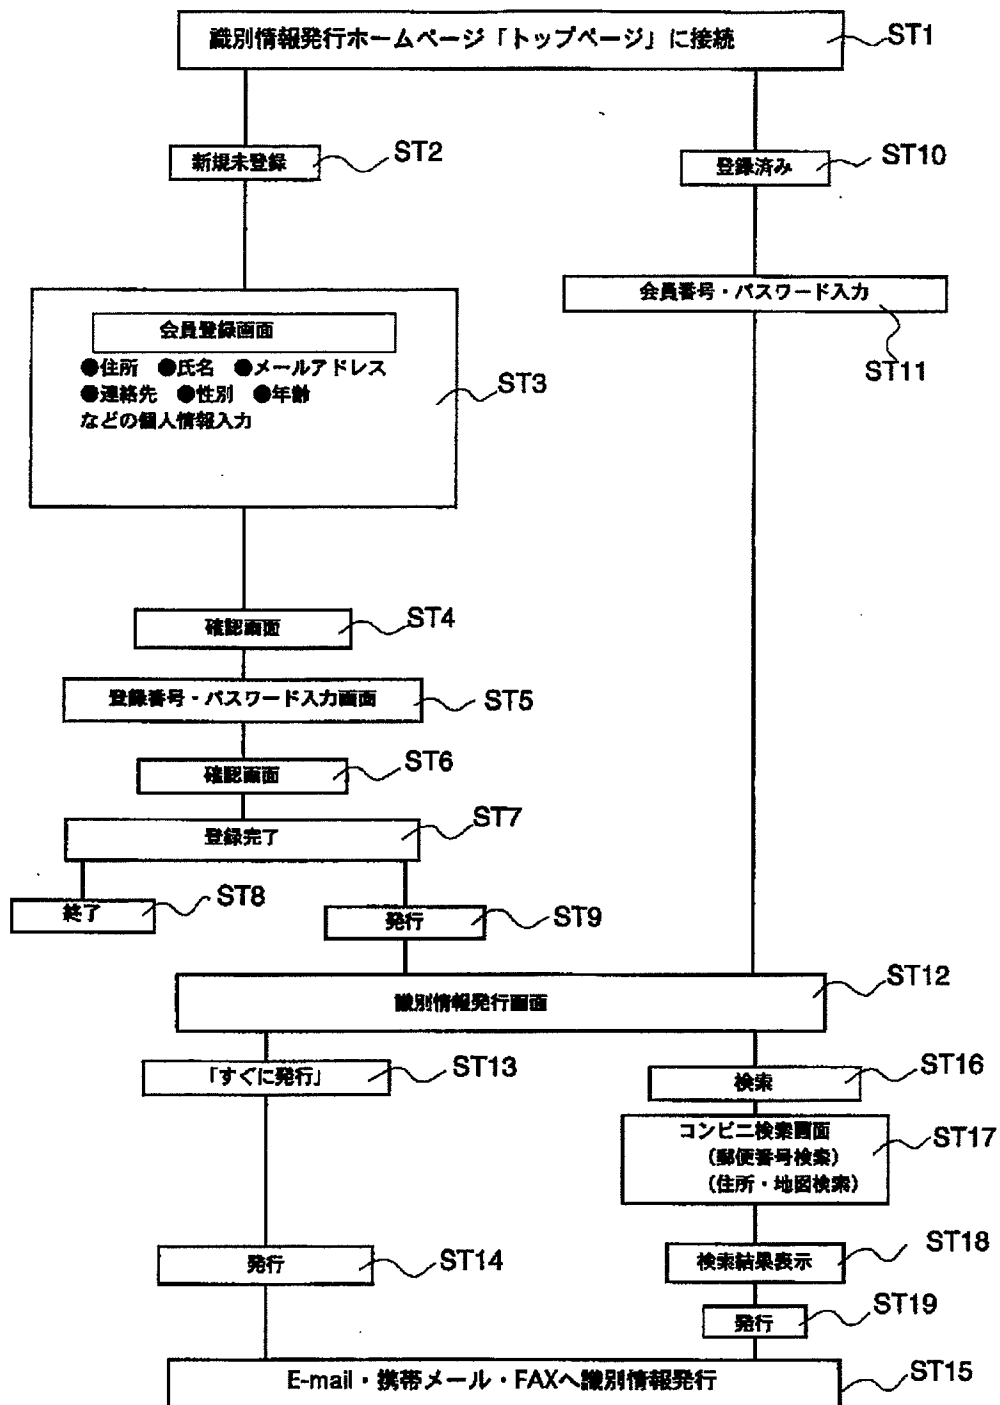 識別情報発行ホームページ「トップページ」に接続
ST1
新規未登録
ST2
登録済み
ST10
会員番号・パスワード入力
ST11
会員登録画面
●住所 ●氏名 ●メールアドレス
●連絡先 ●性別 ●年齢
などの個人情報入力
ST3
確認画面
ST4
登録番号・パスワード入力画面
ST5
確認画面
ST6
登録完了
ST7
終了
ST8
発行
ST9
識別情報発行画面
ST12
「すぐに発行」
ST13
検索
ST16
コンビニ検索画面
(郵便番号検索)
(住所・地図検索)
ST17
発行
ST14
検索結果表示
ST18
発行
ST19
E-mail・携帯メール・FAXへ識別情報発行
ST15